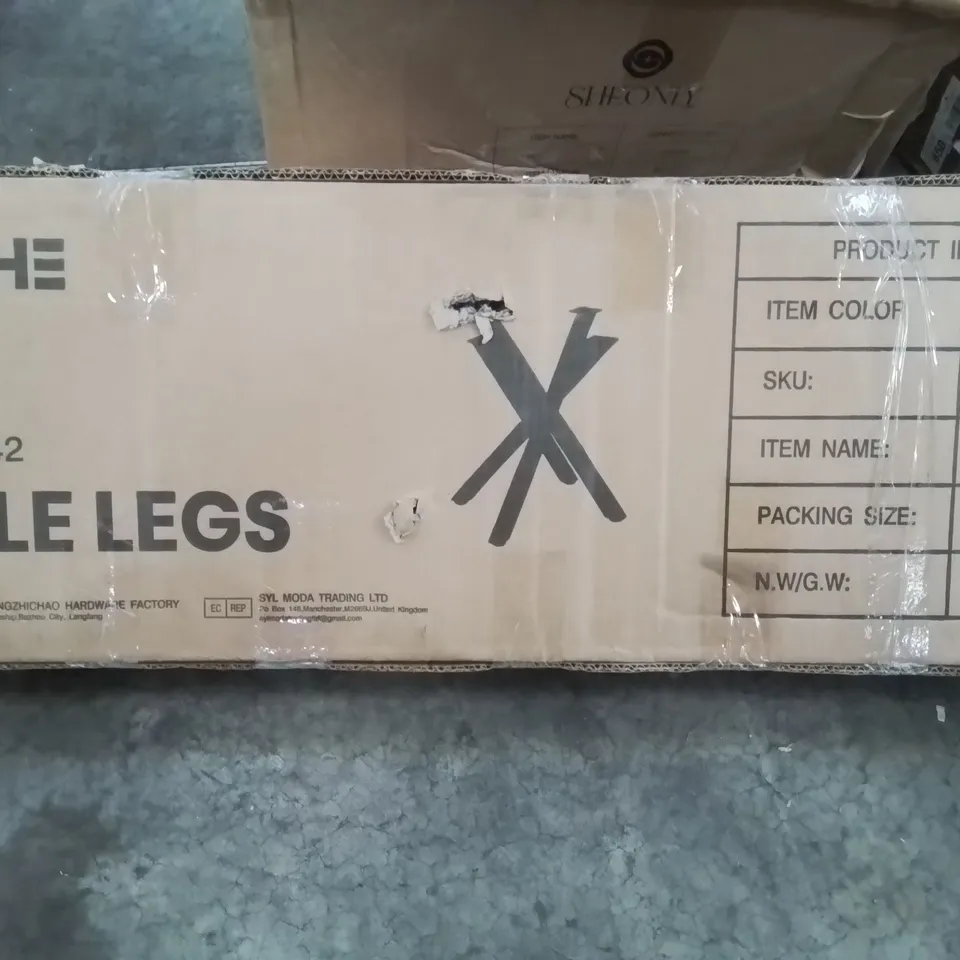 SHEONLY
650
HE
PRODUCT I
ITEM COLOR
SKU:
ITEM NAME:
PACKING SIZE:
N.W/G.W:
-2
LE LEGS
NGZHICHAO HARDWARE FACTORY
EC REP
SYL MODA TRADING LTD